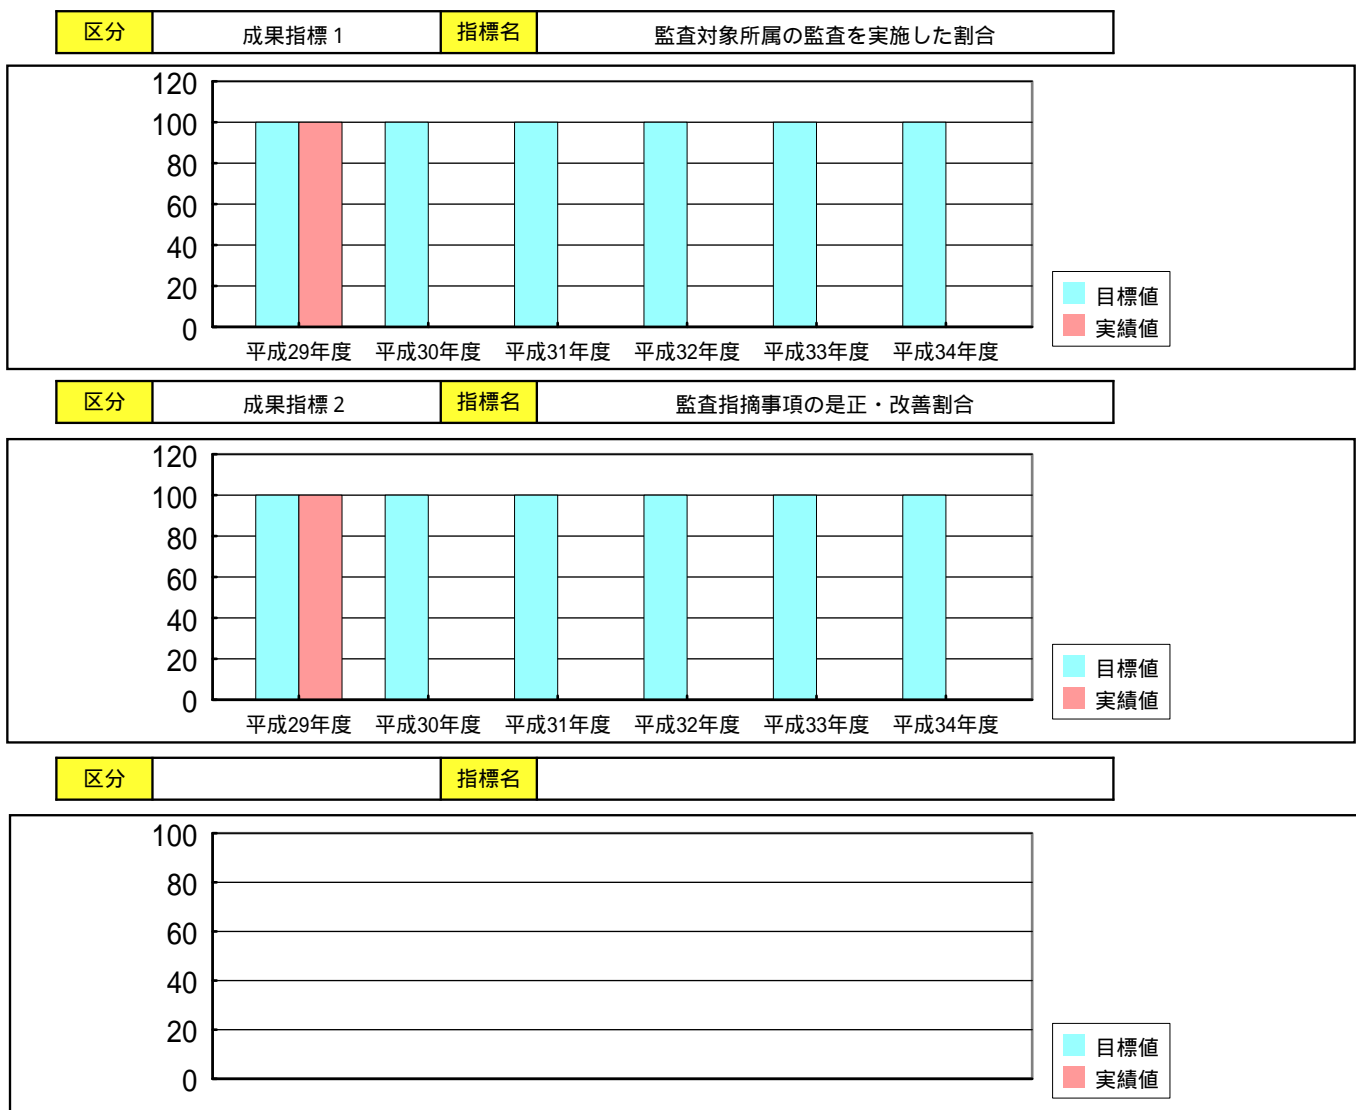 区分 成果指標1 指標名 監査対象所属の監査を実施した割合
120
100
80
60
40
20
0
平成29年度 平成30年度 平成31年度 平成32年度 平成33年度 平成34年度
目標値
実績値
区分 成果指標2 指標名 監査指摘事項の是正・改善割合
120
100
80
60
40
20
0
平成29年度 平成30年度 平成31年度 平成32年度 平成33年度 平成34年度
目標値
実績値
区分 指標名
100
80
60
40
20
0
目標値
実績値